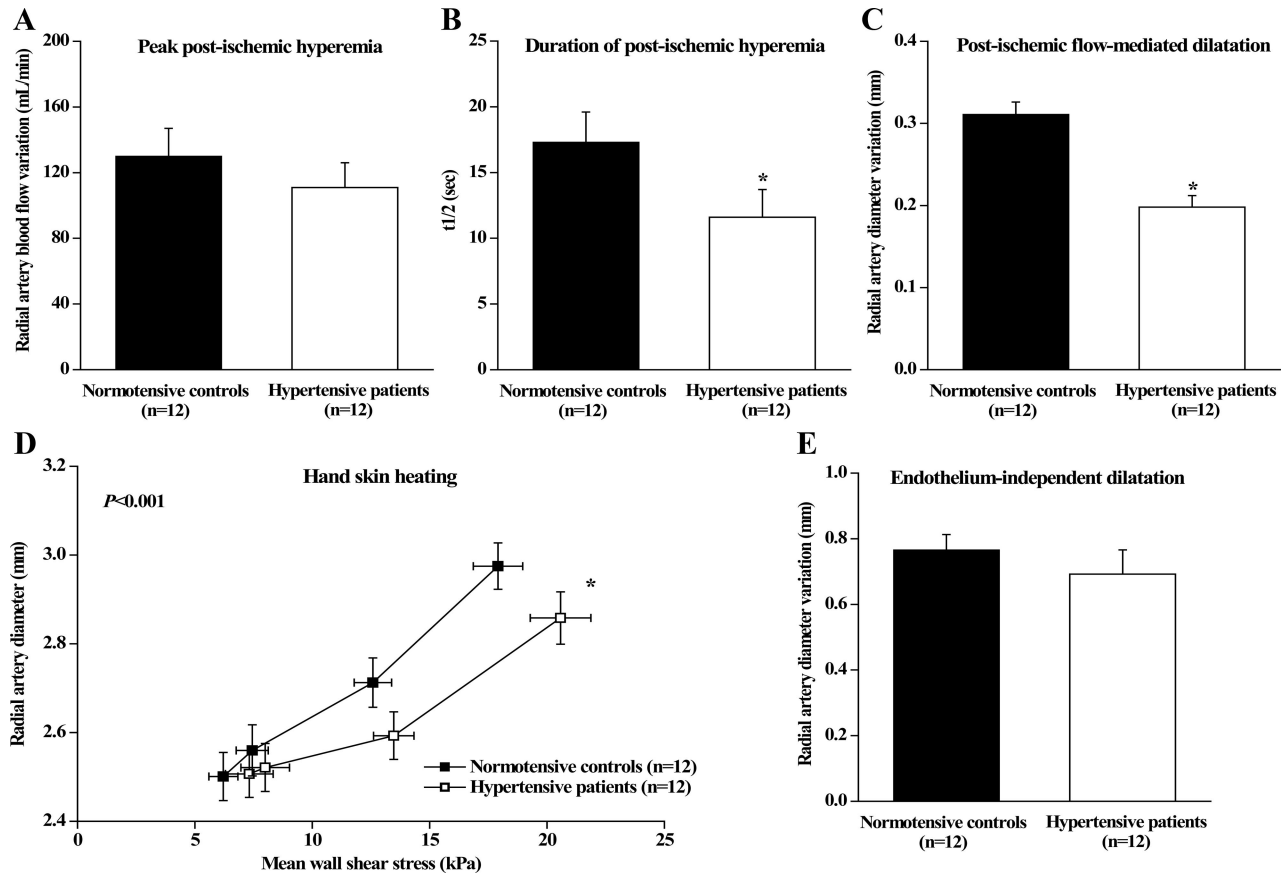 A
Peak post-ischemic hyperemia
Radial artery blood flow variation (mL/min)
200
160
120
80
40
0
Normotensive controls
(n=12)
Hypertensive patients
(n=12)
B
Duration of post-ischemic hyperemia
t1/2 (sec)
25
20
15
10
5
0
*
Normotensive controls
(n=12)
Hypertensive patients
(n=12)
C
Post-ischemic flow-mediated dilatation
Radial artery diameter variation (mm)
0.4
0.3
0.2
0.1
0.0
*
Normotensive controls
(n=12)
Hypertensive patients
(n=12)
D
Hand skin heating
P<0.001
Radial artery diameter (mm)
3.2
3.0
2.8
2.6
2.4
*
Normotensive controls (n=12)
Hypertensive patients (n=12)
0 5 10 15 20 25
Mean wall shear stress (kPa)
E
Endothelium-independent dilatation
Radial artery diameter variation (mm)
1.0
0.8
0.6
0.4
0.2
0.0
Normotensive controls
(n=12)
Hypertensive patients
(n=12)